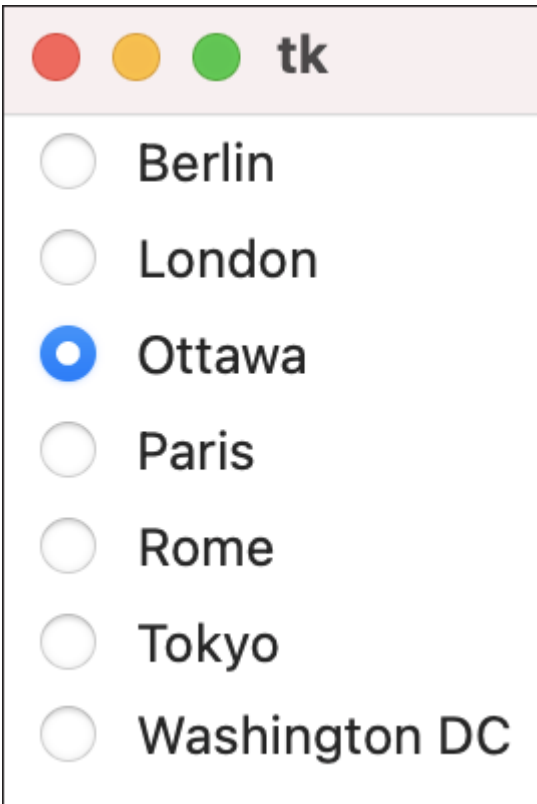 tk
Berlin
London
Ottawa
Paris
Rome
Tokyo
Washington DC